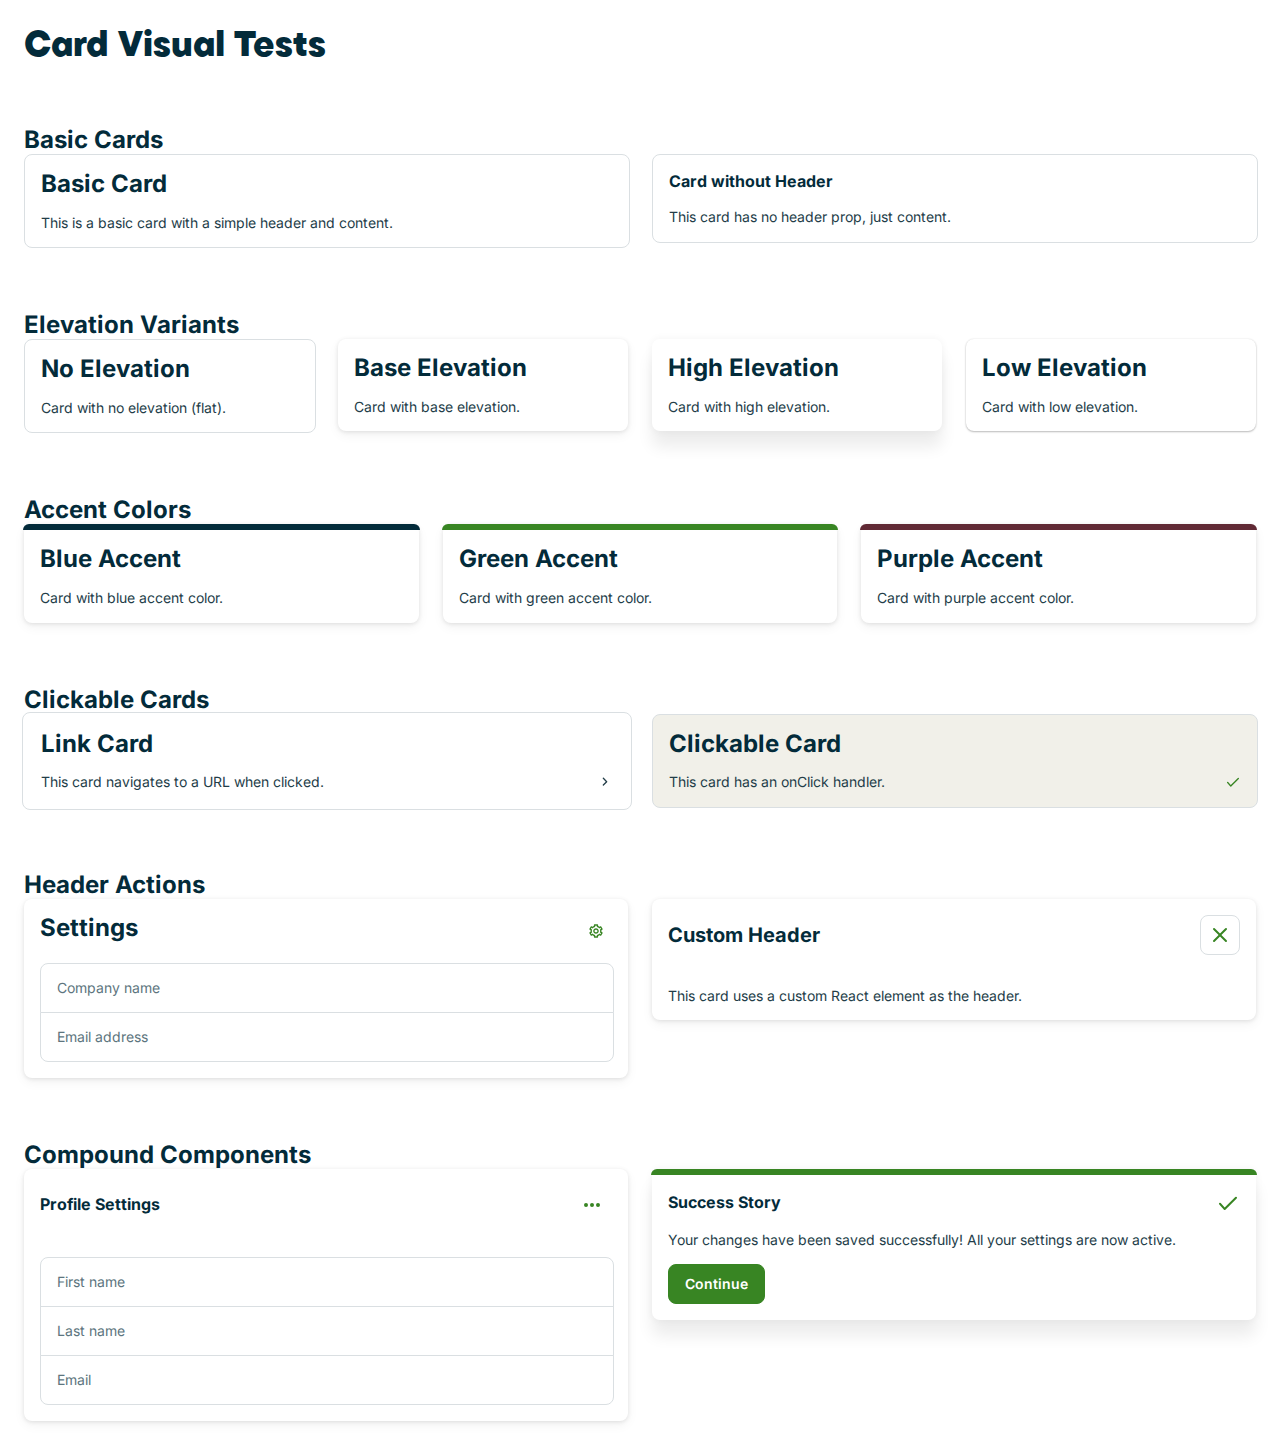 Card Visual Tests
Basic Cards
Basic Card
This is a basic card with a simple header and content.
Card without Header
This card has no header prop, just content.
Elevation Variants
No Elevation
Card with no elevation (flat).
Base Elevation
Card with base elevation.
High Elevation
Card with high elevation.
Low Elevation
Card with low elevation.
Accent Colors
Blue Accent
Card with blue accent color.
Green Accent
Card with green accent color.
Purple Accent
Card with purple accent color.
Clickable Cards
Link Card
This card navigates to a URL when clicked.
Clickable Card
This card has an onClick handler.
Header Actions
Settings
Company name
Email address
Custom Header
This card uses a custom React element as the header.
Compound Components
Profile Settings
First name
Last name
Email
Success Story
Your changes have been saved successfully! All your settings are now active.
Continue